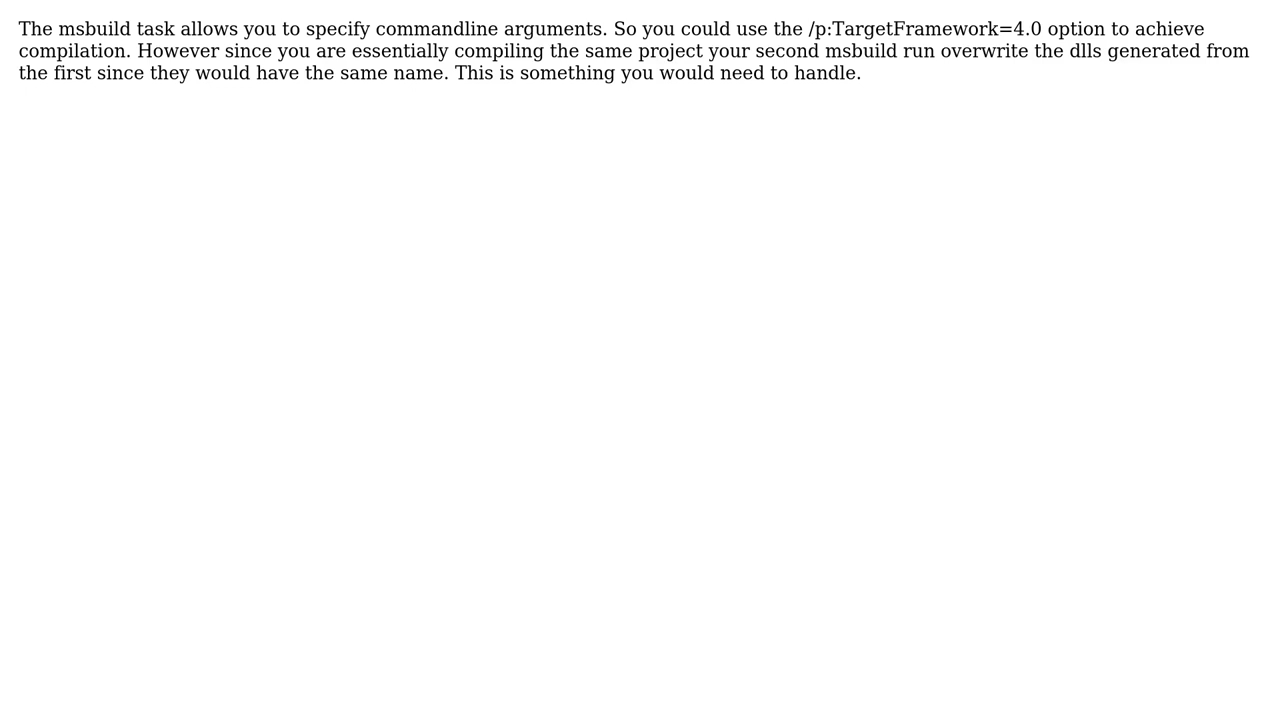 The msbuild task allows you to specify commandline arguments. So you could use the /p:TargetFramework=4.0 option to achieve
compilation. However since you are essentially compiling the same project your second msbuild run overwrite the dlls generated from
the first since they would have the same name. This is something you would need to handle.